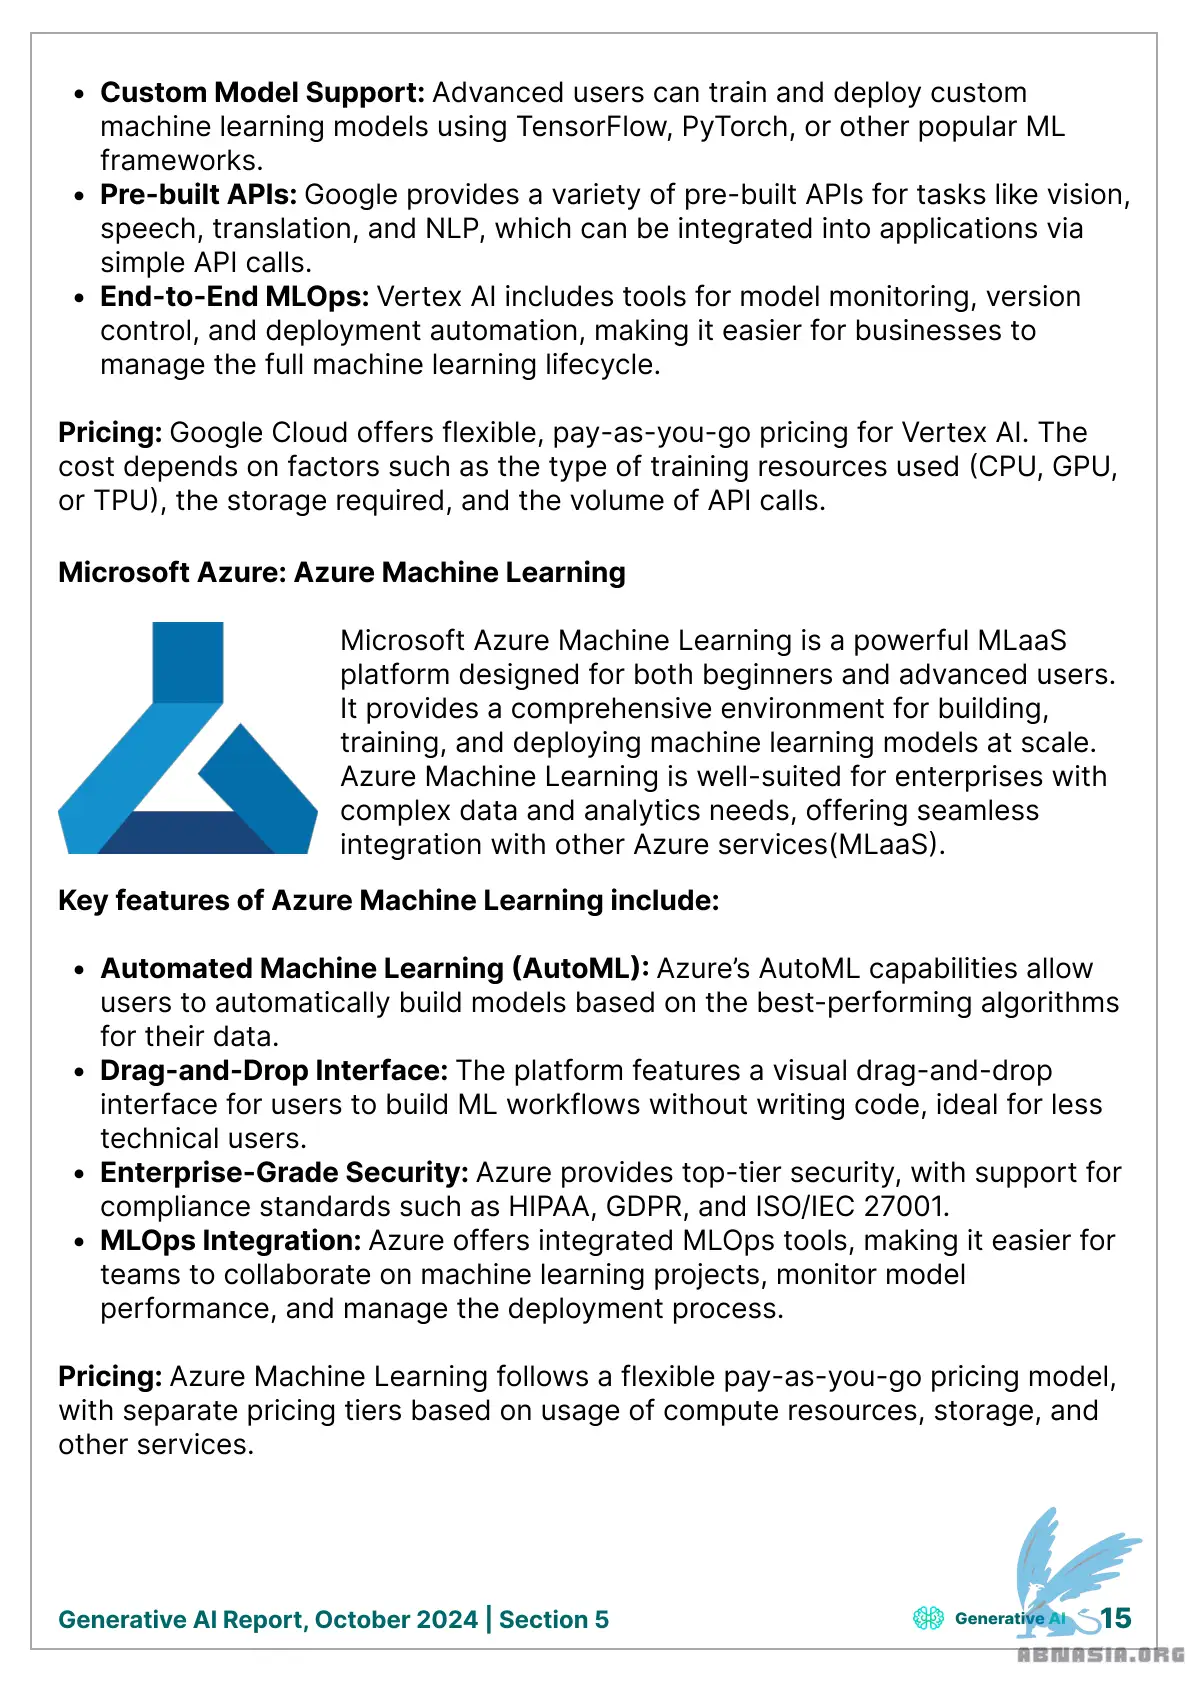 • Custom Model Support: Advanced users can train and deploy custom
machine learning models using TensorFlow, PyTorch, or other popular ML
frameworks.
• Pre-built APIs: Google provides a variety of pre-built APIs for tasks like vision,
speech, translation, and NLP, which can be integrated into applications via
simple API calls.
• End-to-End MLOps: Vertex AI includes tools for model monitoring, version
control, and deployment automation, making it easier for businesses to
manage the full machine learning lifecycle.
Pricing: Google Cloud offers flexible, pay-as-you-go pricing for Vertex AI. The
cost depends on factors such as the type of training resources used (CPU, GPU,
or TPU), the storage required, and the volume of API calls.
Microsoft Azure: Azure Machine Learning
Microsoft Azure Machine Learning is a powerful MLaaS
platform designed for both beginners and advanced users.
It provides a comprehensive environment for building,
training, and deploying machine learning models at scale.
Azure Machine Learning is well-suited for enterprises with
complex data and analytics needs, offering seamless
integration with other Azure services(MLaaS).
Key features of Azure Machine Learning include:
• Automated Machine Learning (AutoML): Azure’s AutoML capabilities allow
users to automatically build models based on the best-performing algorithms
for their data.
• Drag-and-Drop Interface: The platform features a visual drag-and-drop
interface for users to build ML workflows without writing code, ideal for less
technical users.
• Enterprise-Grade Security: Azure provides top-tier security, with support for
compliance standards such as HIPAA, GDPR, and ISO/IEC 27001.
• MLOps Integration: Azure offers integrated MLOps tools, making it easier for
teams to collaborate on machine learning projects, monitor model
performance, and manage the deployment process.
Pricing: Azure Machine Learning follows a flexible pay-as-you-go pricing model,
with separate pricing tiers based on usage of compute resources, storage, and
other services.
Generative AI Report, October 2024 | Section 5
Generative AI 15
ABNASIA.ORG